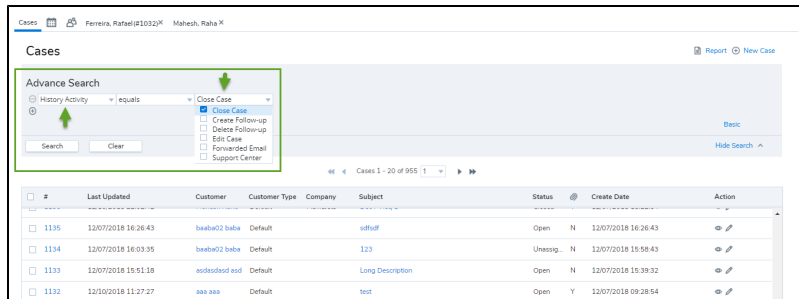 Cases Ferreira, Rafael(#1032)× Mahesh, Raha ×
Cases
Report New Case
Advance Search
History Activity equals Close Case
Close Case
Create Follow-up
Delete Follow-up
Edit Case
Forwarded Email
Support Center
Basic
Search Clear Hide Search
Cases 1 - 20 of 955 1
# Last Updated Customer Customer Type Company Subject Status Create Date Action
1135 12/07/2018 16:26:43 baaba02 baba Default sdfsdf Open N 12/07/2018 16:26:43
1134 12/07/2018 16:03:35 baaba02 baba Default 123 Unassig... N 12/07/2018 15:58:43
1133 12/07/2018 15:51:18 asdasdasd asd Default Long Description Open N 12/07/2018 15:39:32
1132 12/10/2018 11:27:27 aaa aaa Default test Open Y 12/07/2018 09:28:54